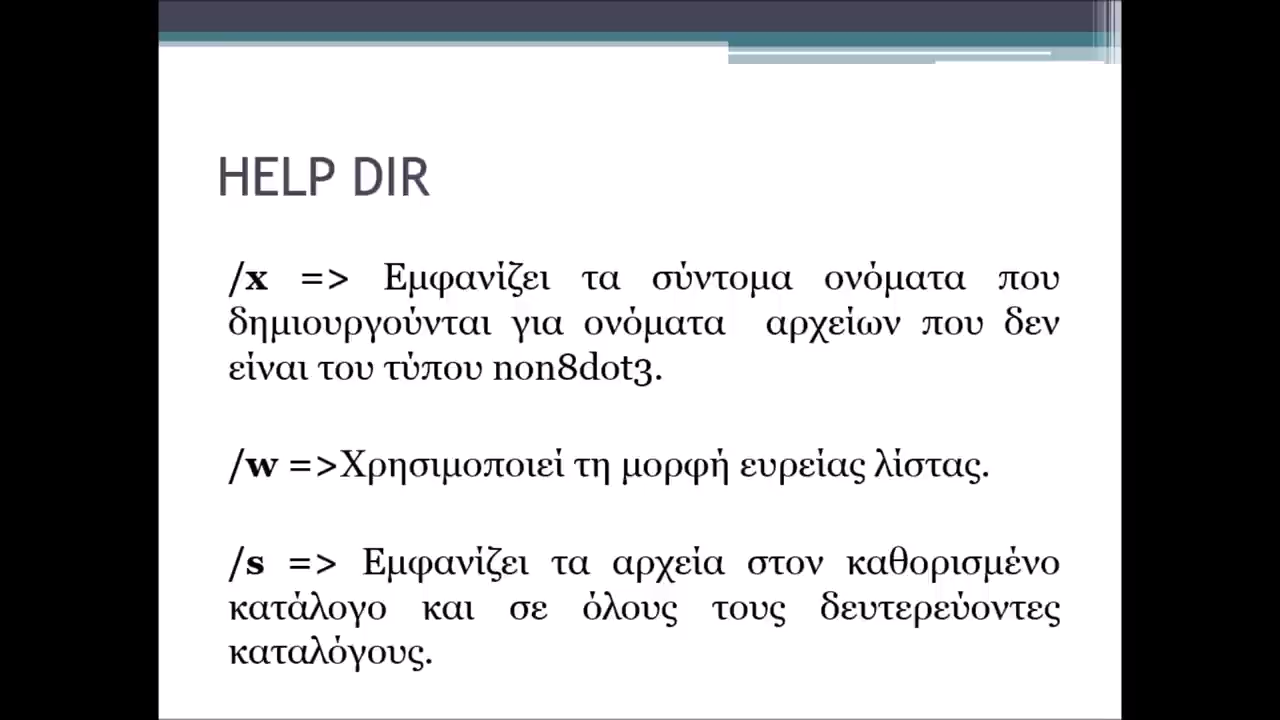 HELP DIR
/x => Εμφανίζει τα σύντομα ονόματα που
δημιουργούνται για ονόματα αρχείων που δεν
είναι του τύπου non8dot3.
/w =>Χρησιμοποιεί τη μορφή ευρείας λίστας.
/s => Εμφανίζει τα αρχεία στον καθορισμένο
κατάλογο και σε όλους τους δευτερεύοντες
καταλόγους.